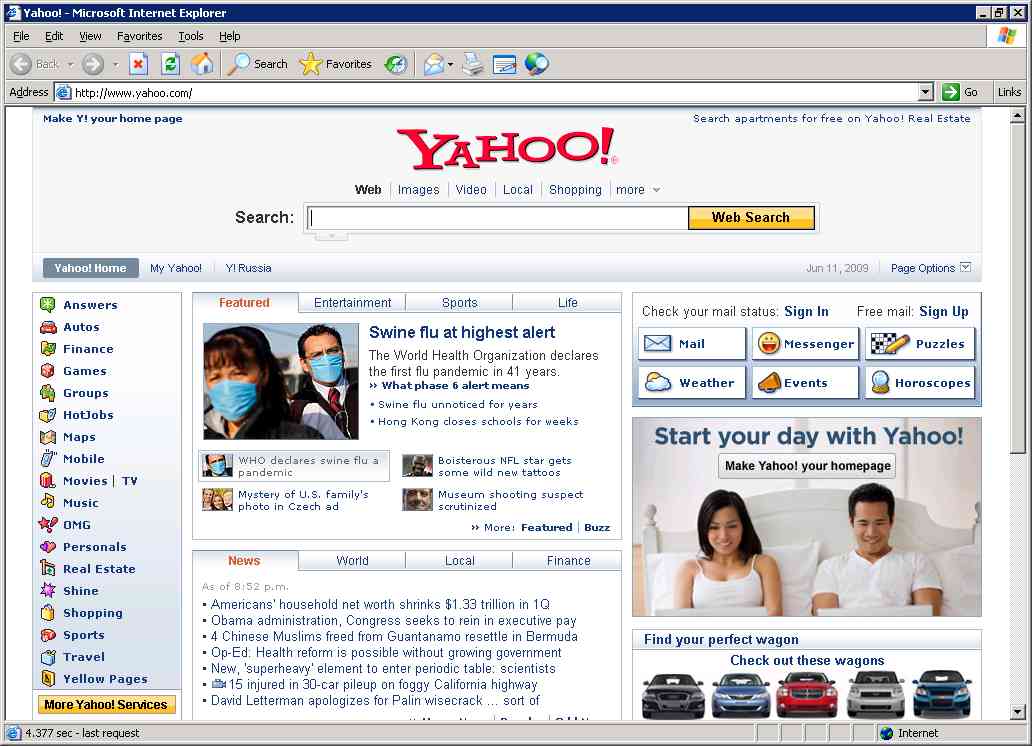 Yahoo! - Microsoft Internet Explorer
File Edit View Favorites Tools Help
Back Search Favorites
Address http://www.yahoo.com/ Go Links
Make Y! your home page
Search apartments for free on Yahoo! Real Estate
YAHOO!
Web Images Video Local Shopping more
Search: Web Search
Yahoo! Home My Yahoo! Y! Russia
Jun 11, 2009 Page Options
Answers
Autos
Finance
Games
Groups
HotJobs
Maps
Mobile
Movies | TV
Music
OMG
Personals
Real Estate
Shine
Shopping
Sports
Travel
Yellow Pages
More Yahoo! Services
Featured Entertainment Sports Life
Swine flu at highest alert
The World Health Organization declares
the first flu pandemic in 41 years.
» What phase 6 alert means
• Swine flu unnoticed for years
• Hong Kong closes schools for weeks
WHO declares swine flu a
pandemic
Boisterous NFL star gets
some wild new tattoos
Mystery of U.S. family's
photo in Czech ad
Museum shooting suspect
scrutinized
» More: Featured | Buzz
News World Local Finance
As of 8:52 p.m.
• Americans' household net worth shrinks $1.33 trillion in 1Q
• Obama administration, Congress seeks to rein in executive pay
• 4 Chinese Muslims freed from Guantanamo resettle in Bermuda
• Op-Ed: Health reform is possible without growing government
• New, 'superheavy' element to enter periodic table: scientists
• 15 injured in 30-car pileup on foggy California highway
• David Letterman apologizes for Palin wisecrack ... sort of
Check your mail status: Sign In Free mail: Sign Up
Mail Messenger Puzzles
Weather Events Horoscopes
Start your day with Yahoo!
Make Yahoo! your homepage
Find your perfect wagon
Check out these wagons
4.377 sec - last request
Internet